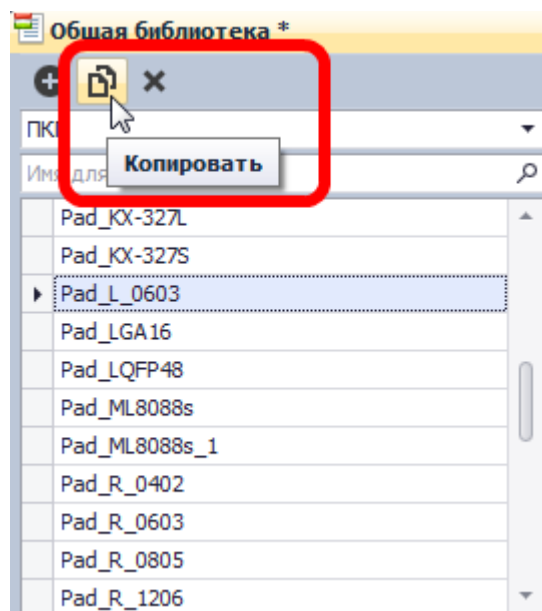 Общая библиотека *
Копировать
Pad_KX-327L
Pad_KX-327S
Pad_L_0603
Pad_LGA16
Pad_LQFP48
Pad_ML8088s
Pad_ML8088s_1
Pad_R_0402
Pad_R_0603
Pad_R_0805
Pad_R_1206